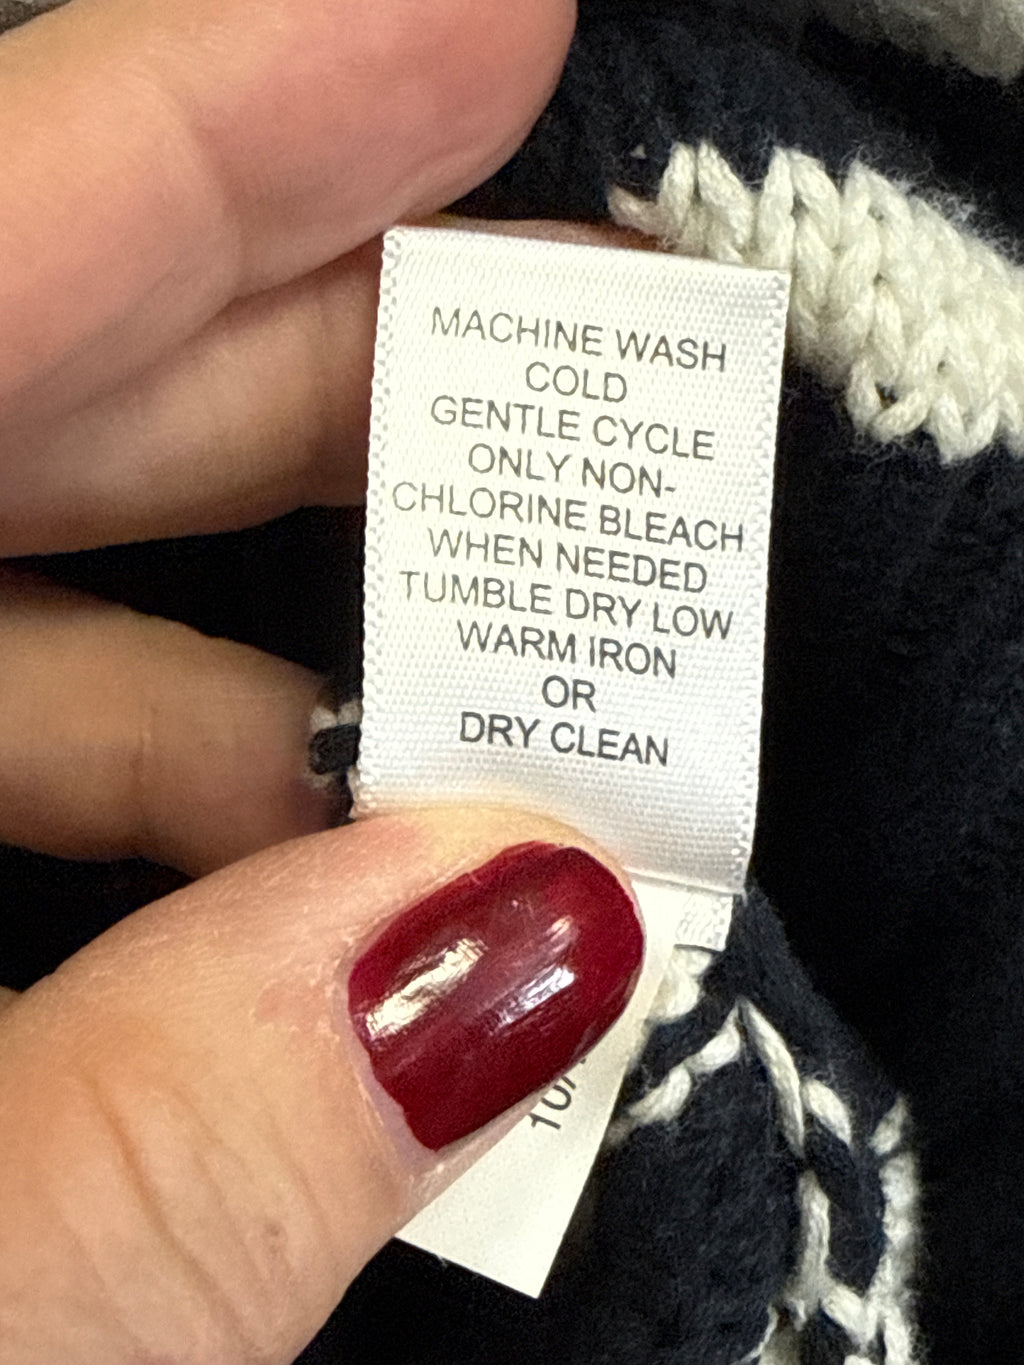 MACHINE WASH
COLD
GENTLE CYCLE
ONLY NON-
CHLORINE BLEACH
WHEN NEEDED
TUMBLE DRY LOW
WARM IRON
OR
DRY CLEAN